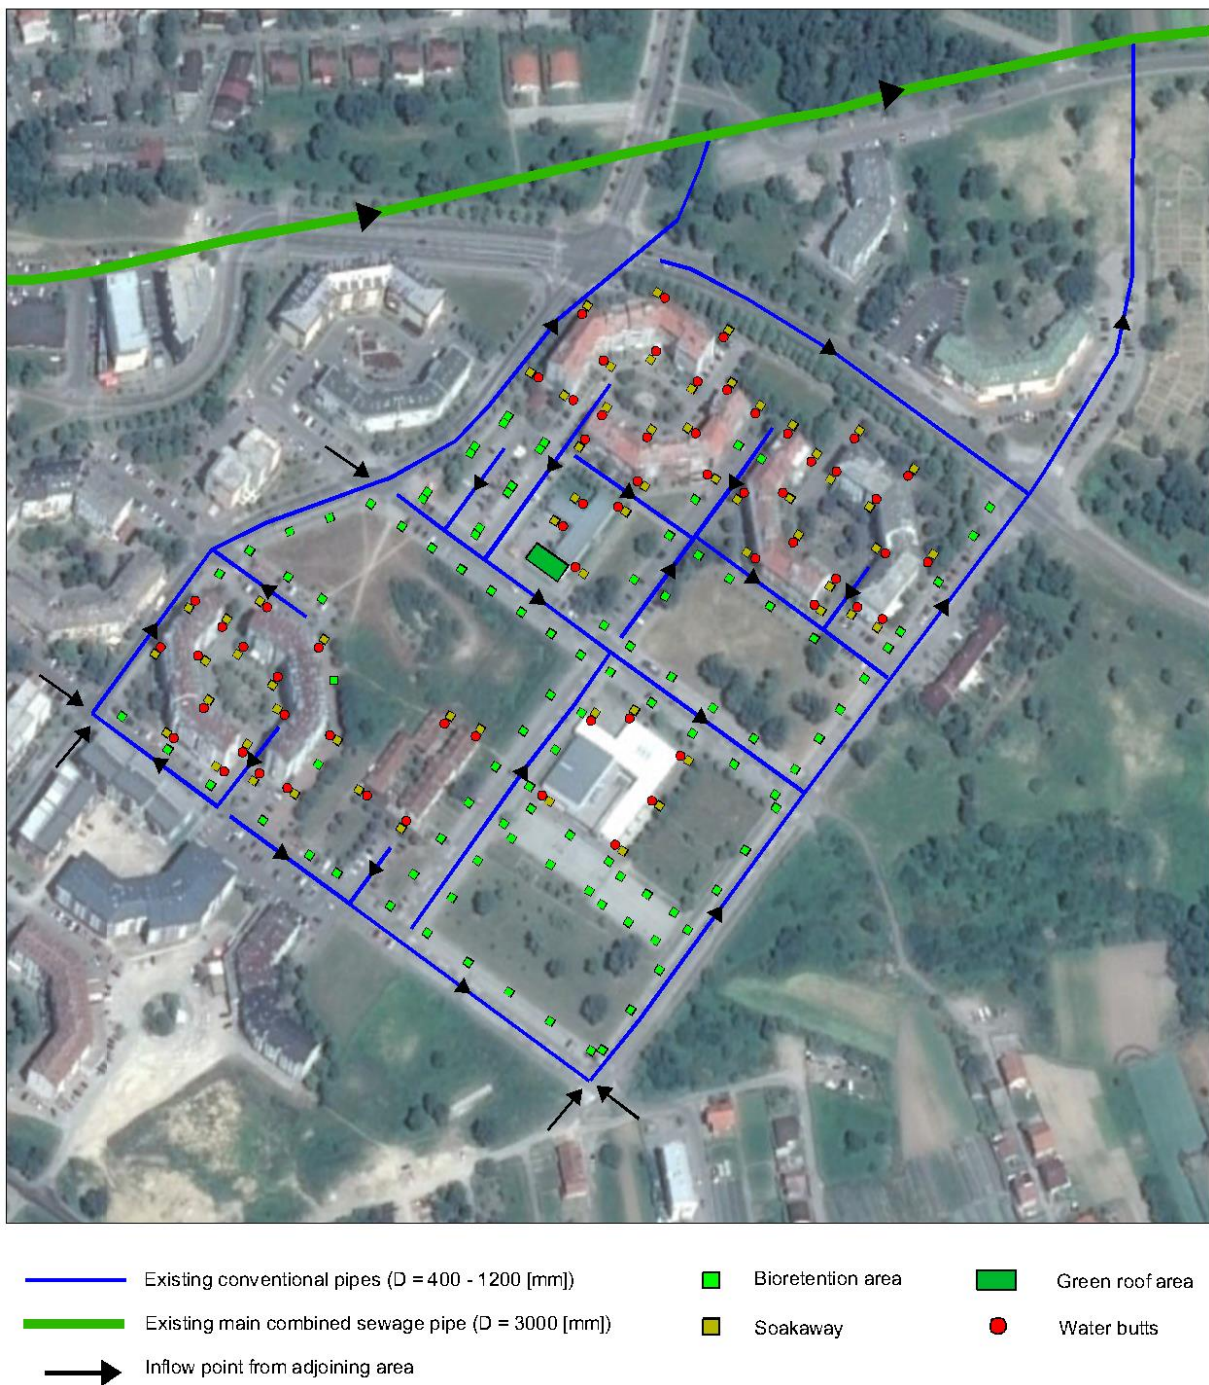 Existing conventional pipes (D = 400 - 1200 [mm])
Bioretention area
Green roof area
Existing main combined sewage pipe (D = 3000 [mm])
Soakaway
Water butts
Inflow point from adjoining area